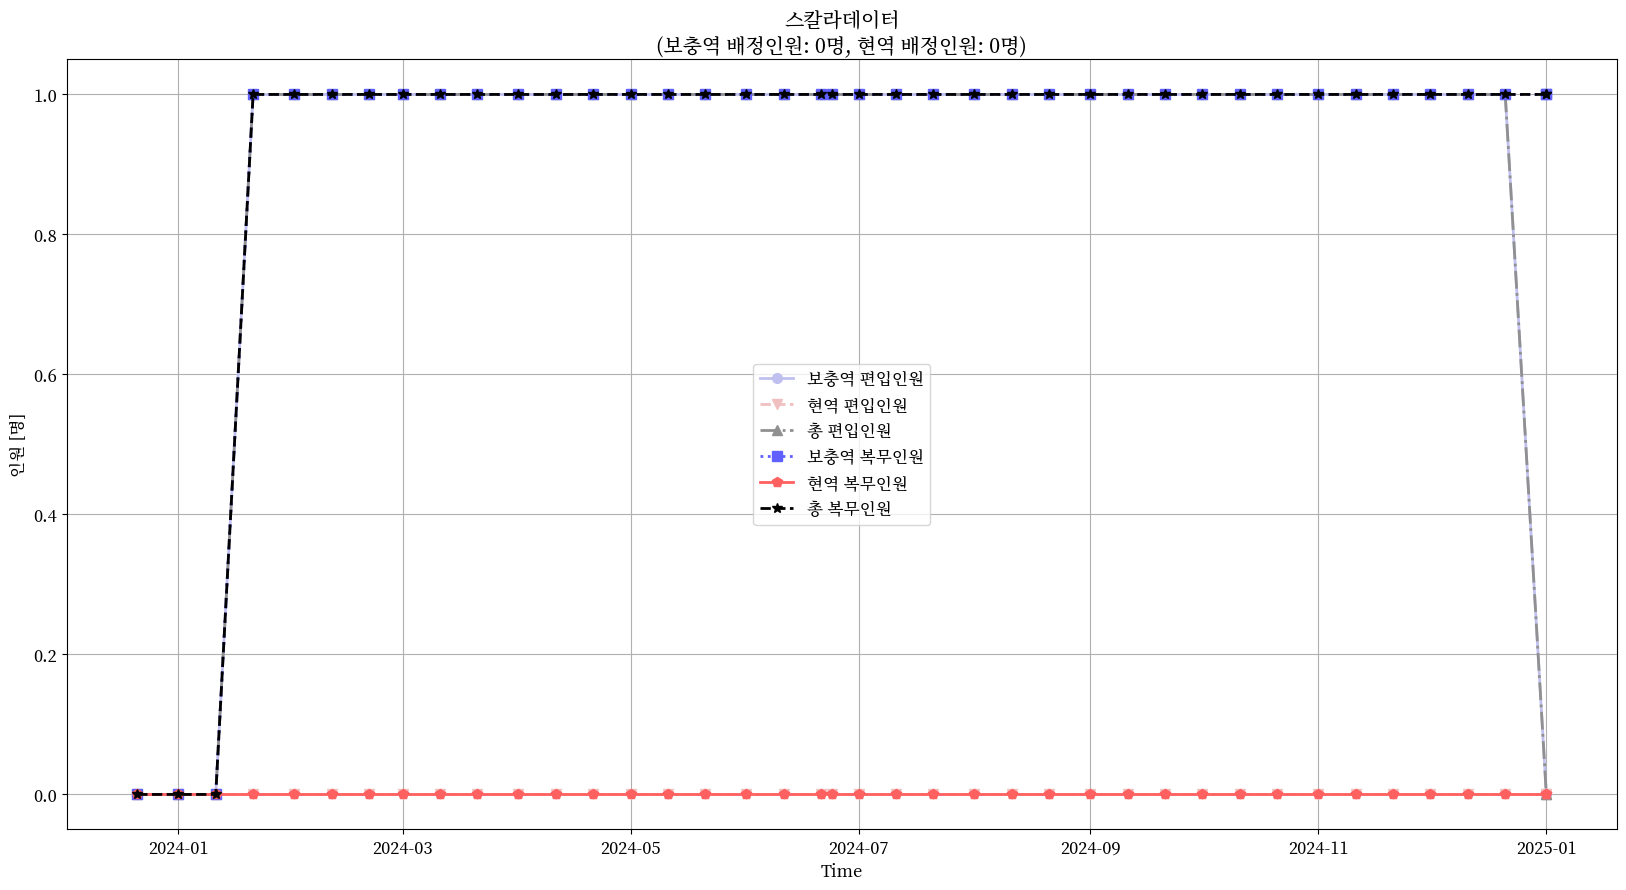 스칼라데이터
(보충역 배정인원: 0명, 현역 배정인원: 0명)
인원 [명]
1.0
0.8
0.6
0.4
0.2
0.0
보충역 편입인원
현역 편입인원
총 편입인원
보충역 복무인원
현역 복무인원
총 복무인원
2024-01 2024-03 2024-05 2024-07 2024-09 2024-11 2025-01
Time